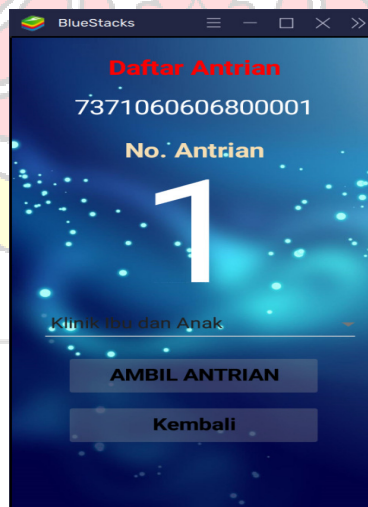 BlueStacks
Daftar Antrian
7371060606800001
No. Antrian
1
Klinik Ibu dan Anak
AMBIL ANTRIAN
Kembali